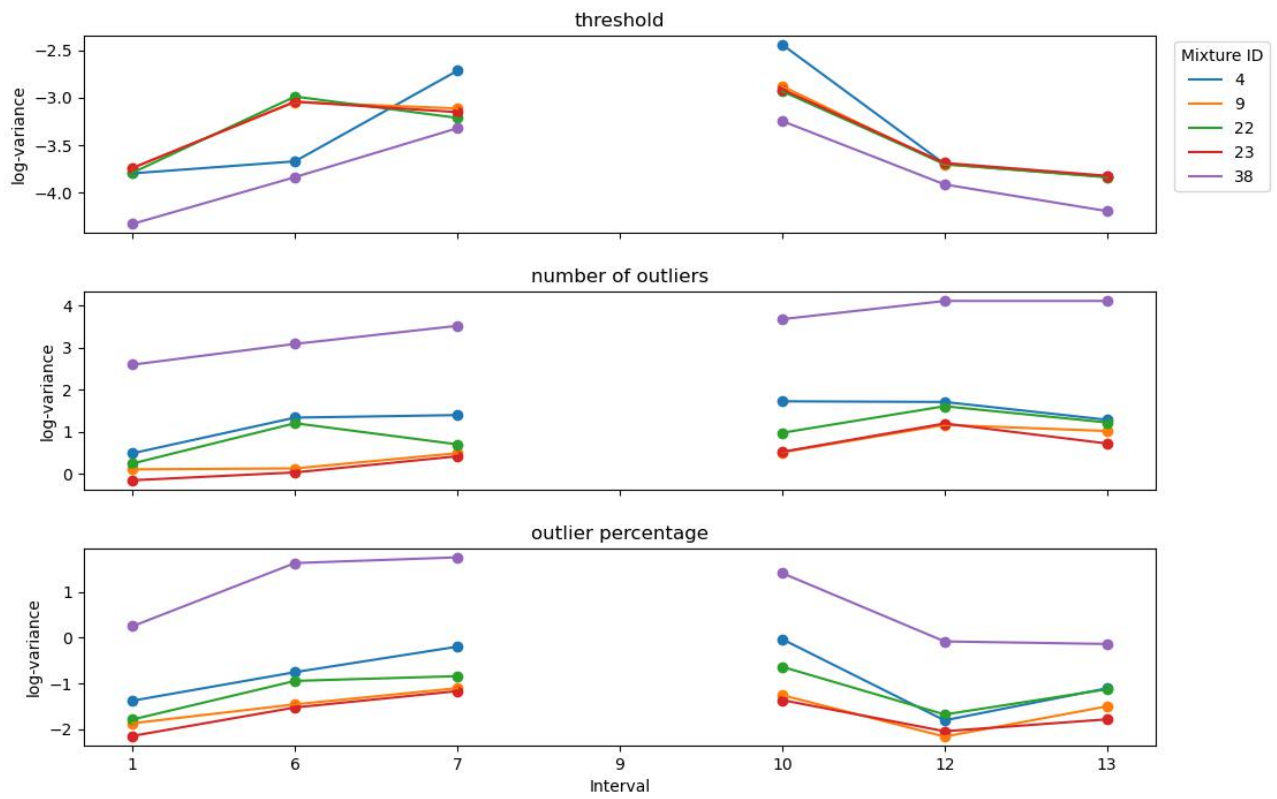 threshold
−2.5
−3.0
−3.5
−4.0
log-variance
Mixture ID
4
9
22
23
38
number of outliers
4
3
2
1
0
log-variance
outlier percentage
1
0
−1
−2
log-variance
1 6 7 9 10 12 13
Interval